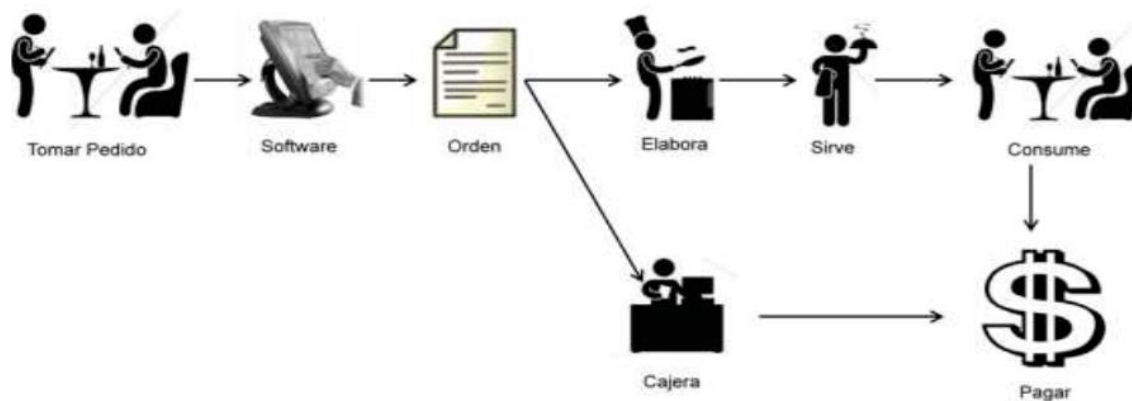 Tomar Pedido
Software
Orden
Elabora
Sirve
Consume
Cajera
Pagar